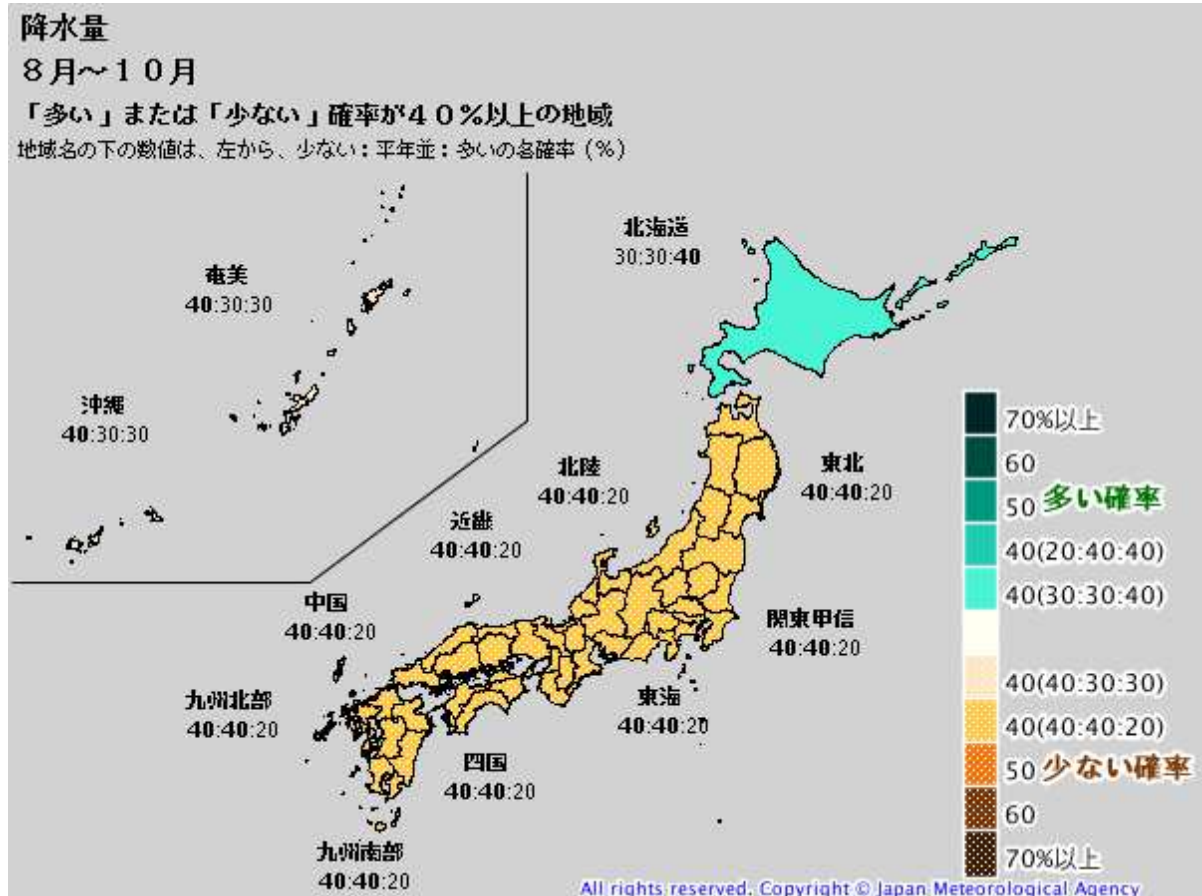 降水量
８月～１０月
「多い」または「少ない」確率が４０％以上の地域
地域名の下の数値は、左から、少ない：平年並：多いの各確率（％）
北海道
30:30:40
奄美
40:30:30
沖縄
40:30:30
北陸
40:40:20
東北
40:40:20
近畿
40:40:20
中国
40:40:20
関東甲信
40:40:20
東海
40:40:20
九州北部
40:40:20
四国
40:40:20
九州南部
40:40:20
70%以上
60
50 多い確率
40(20:40:40)
40(30:30:40)
40(40:30:30)
40(40:40:20)
50 少ない確率
60
70%以上
All rights reserved. Copyright © Japan Meteorological Agency